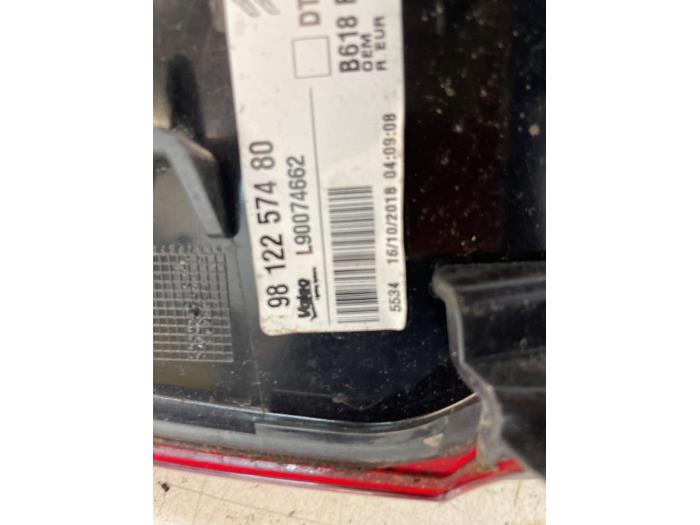 DT
B618 F
OEM
R. EUR
98 122 574 80
L90074662
Valeo
5534 16/10/2018 04:09:08